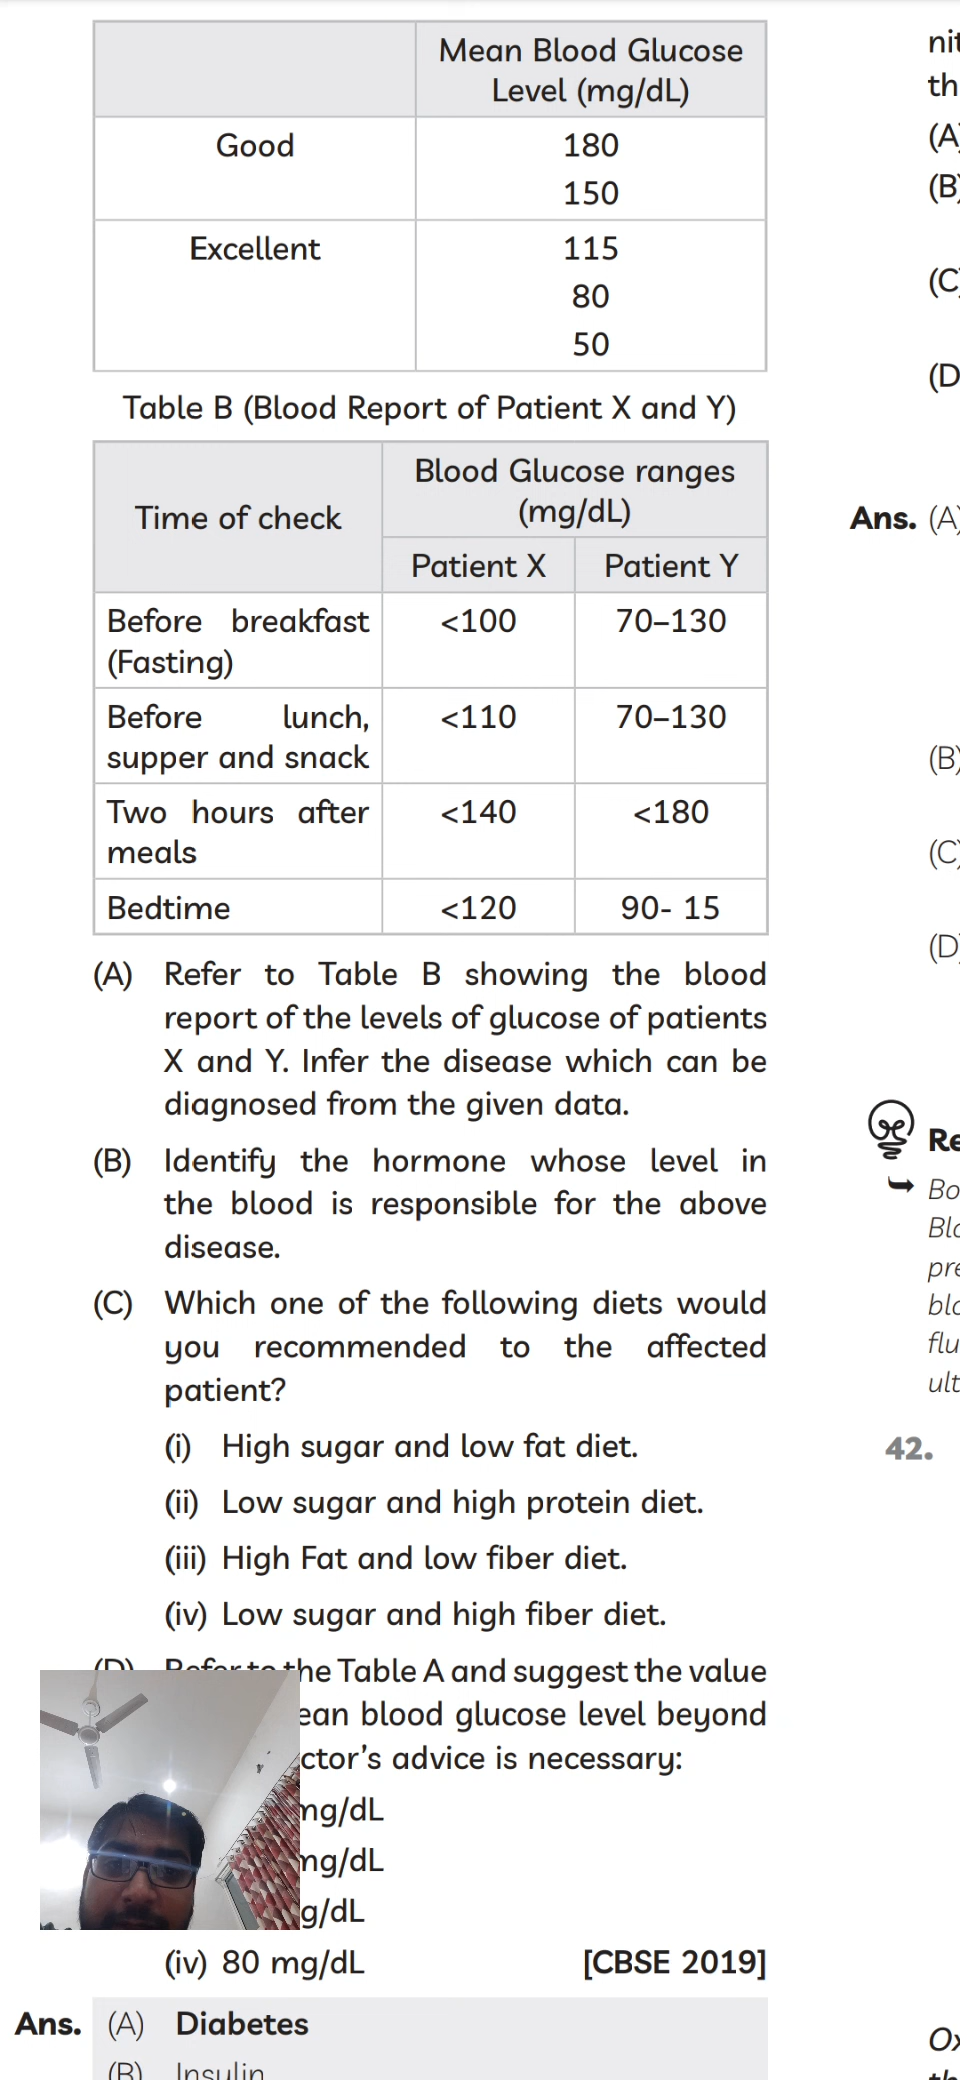 Mean Blood Glucose
Level (mg/dL)
Good
180
150
Excellent
115
80
50
Table B (Blood Report of Patient X and Y)
Time of check
Blood Glucose ranges
(mg/dL)
Patient X
Patient Y
Before breakfast
(Fasting)
<100
70–130
Before lunch,
supper and snack
<110
70–130
Two hours after
meals
<140
<180
Bedtime
<120
90- 15
(A) Refer to Table B showing the blood
report of the levels of glucose of patients
X and Y. Infer the disease which can be
diagnosed from the given data.
(B) Identify the hormone whose level in
the blood is responsible for the above
disease.
(C) Which one of the following diets would
you recommended to the affected
patient?
(i) High sugar and low fat diet.
(ii) Low sugar and high protein diet.
(iii) High Fat and low fiber diet.
(iv) Low sugar and high fiber diet.
(D) Refer to the Table A and suggest the value
blood glucose level beyond
advice is necessary:
mg/dL
mg/dL
(iv) 80 mg/dL [CBSE 2019]
Ans. (A) Diabetes
(B) Insulin
(A)
(B)
(C)
(D
Ans. (A)
(B)
(C)
(D)
42.